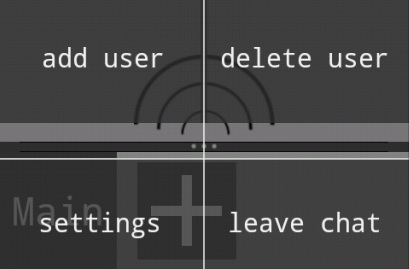 add user
delete user
Main
settings
leave chat